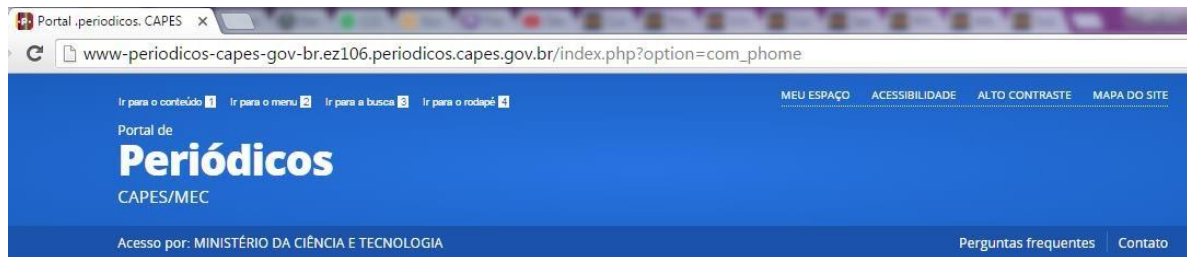 Portal .periodicos. CAPES
www-periodicos-capes-gov-br.ez106.periodicos.capes.gov.br/index.php?option=com_phome
Ir para o conteúdo 1 Ir para o menu 2 Ir para a busca 3 Ir para o rodapé 4
MEU ESPAÇO ACESSIBILIDADE ALTO CONTRASTE MAPA DO SITE
Portal de
Periódicos
CAPES/MEC
Acesso por: MINISTÉRIO DA CIÊNCIA E TECNOLOGIA
Perguntas frequentes Contato